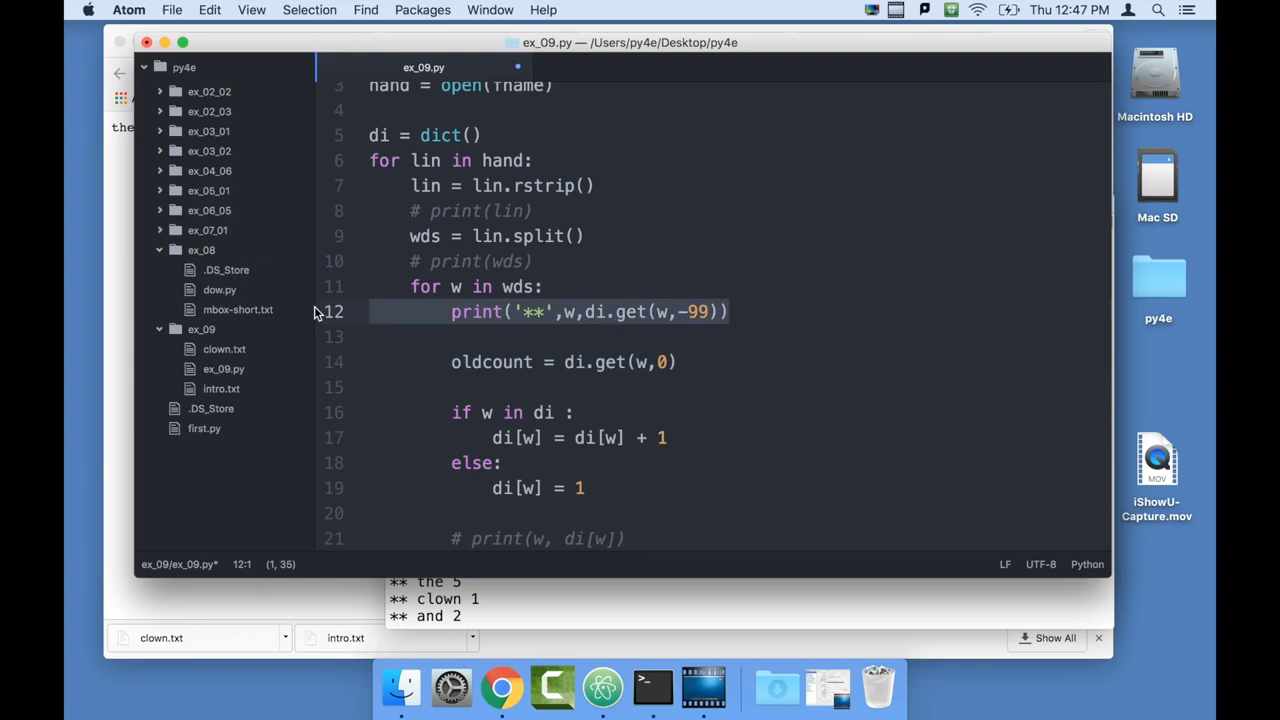 Atom File Edit View Selection Find Packages Window Help Thu 12:47 PM
ex_09.py — /Users/py4e/Desktop/py4e
py4e
ex_09.py
ex_02_02
ex_02_03
ex_03_01
ex_03_02
ex_04_06
ex_05_01
ex_06_05
ex_07_01
ex_08
.DS_Store
dow.py
mbox-short.txt
ex_09
clown.txt
ex_09.py
intro.txt
.DS_Store
first.py
the
3 hand = open(fname)
4
5 di = dict()
6 for lin in hand:
7 lin = lin.rstrip()
8 # print(lin)
9 wds = lin.split()
10 # print(wds)
11 for w in wds:
12 print('**',w,di.get(w,-99))
13
14 oldcount = di.get(w,0)
15
16 if w in di :
17 di[w] = di[w] + 1
18 else:
19 di[w] = 1
20
21 # print(w, di[w])
ex_09/ex_09.py* 12:1 (1, 35) LF UTF-8 Python
** the 5
** clown 1
** and 2
clown.txt intro.txt Show All
Macintosh HD
Mac SD
py4e
MOV
iShowU-
Capture.mov